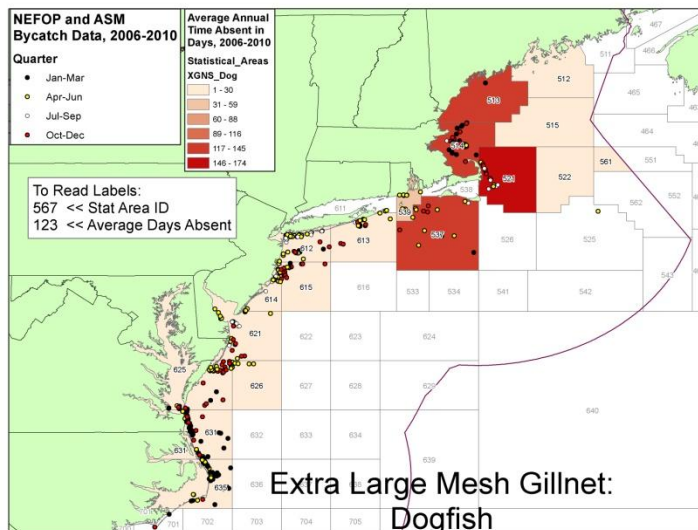 NEFOP and ASM
Bycatch Data, 2006-2010
Quarter
Jan-Mar
Apr-Jun
Jul-Sep
Oct-Dec
Average Annual
Time Absent in
Days, 2006-2010
Statistical_Areas
XGNS_Dog
1 - 30
31 - 59
60 - 88
89 - 116
117 - 145
146 - 174
To Read Labels:
567 << Stat Area ID
123 << Average Days Absent
467
511
466
512
465
513
515
464
514
551
552
561
521
522
562
538
539
611
537
526
525
543
612
613
533
534
541
542
614
615
616
621
622
623
624
625
626
627
628
629
640
631
631
632
633
634
639
635
636
638
701
702
703
704
705
706
707
Extra Large Mesh Gillnet:
Dogfish